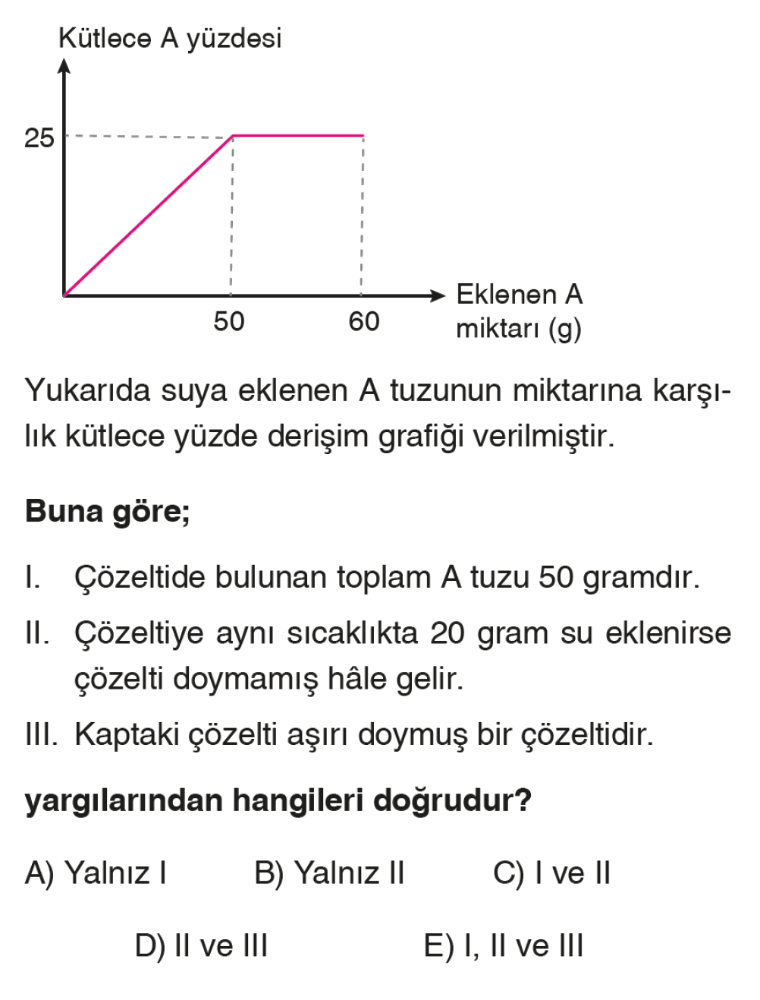 Kütlece A yüzdesi
25
50
60
Eklenen A
miktarı (g)
Yukarıda suya eklenen A tuzunun miktarına karşı-
lık kütlece yüzde derişim grafiği verilmiştir.
Buna göre;
I. Çözeltide bulunan toplam A tuzu 50 gramdır.
II. Çözeltiye aynı sıcaklıkta 20 gram su eklenirse
çözelti doymamış hâle gelir.
III. Kaptaki çözelti aşırı doymuş bir çözeltidir.
yargılarından hangileri doğrudur?
A) Yalnız I B) Yalnız II C) I ve II
D) II ve III E) I, II ve III